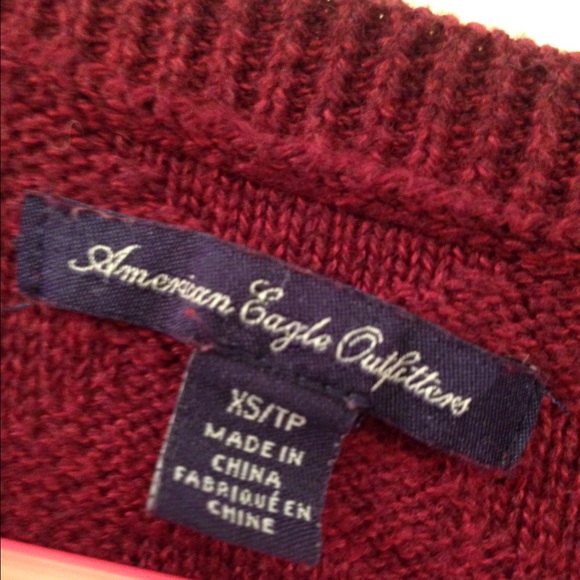 American Eagle Outfitters
XS/TP
MADE IN
CHINA
FABRIQUÉ EN
CHINE